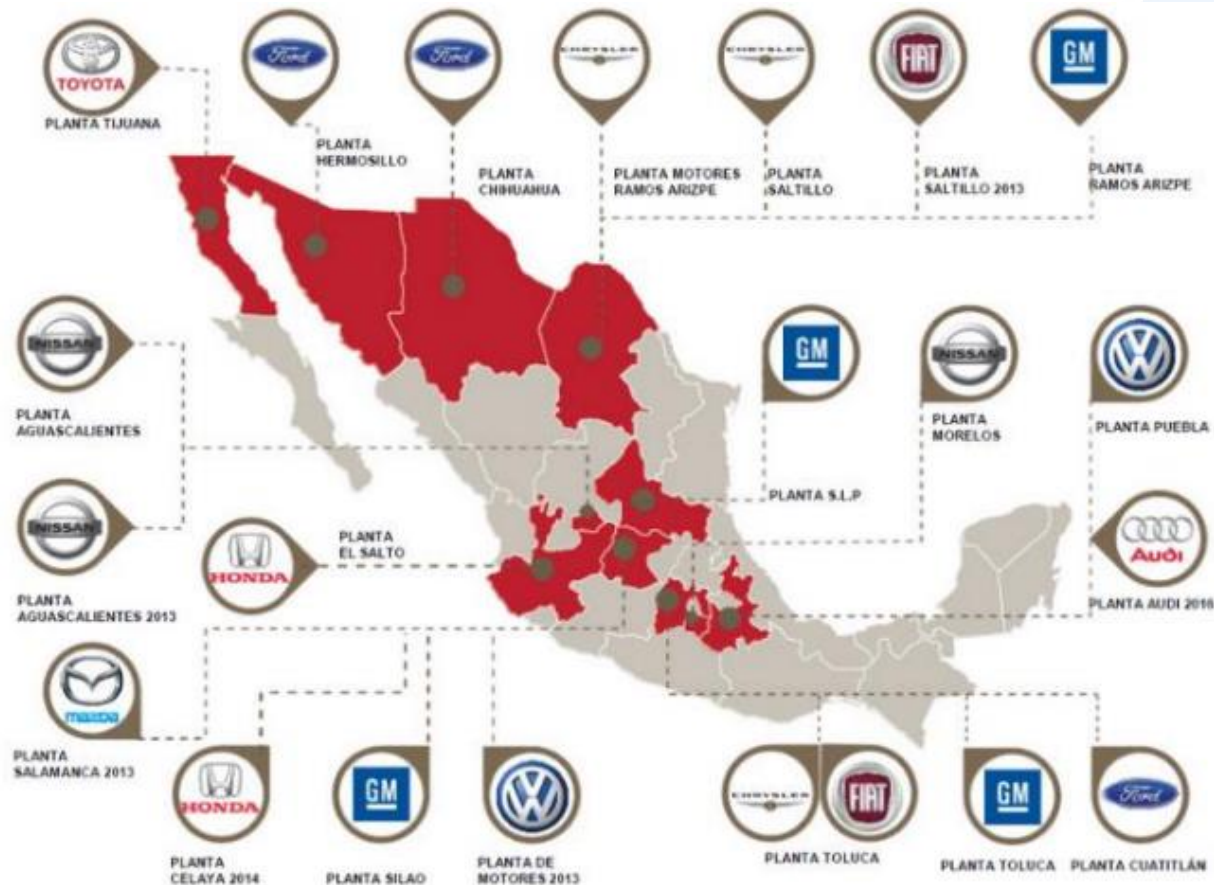 TOYOTA
PLANTA TIJUANA
Ford
PLANTA
HERMOSILLO
Ford
PLANTA
CHIHUAHUA
CHRYSLER
PLANTA MOTORES
RAMOS ARIZPE
CHRYSLER
PLANTA
SALTILLO
FIAT
PLANTA
SALTILLO 2013
GM
PLANTA
RAMOS ARIZPE
NISSAN
PLANTA
AGUASCALIENTES
GM
PLANTA S.L.P
NISSAN
PLANTA
MORELOS
VW
PLANTA PUEBLA
NISSAN
PLANTA
AGUASCALIENTES 2013
HONDA
PLANTA
EL SALTO
Audi
PLANTA AUDI 2016
mazda
PLANTA
SALAMANCA 2013
HONDA
PLANTA
CELAYA 2014
GM
PLANTA SILAO
VW
PLANTA DE
MOTORES 2013
CHRYSLER
FIAT
PLANTA TOLUCA
GM
PLANTA TOLUCA
Ford
PLANTA CUATITLÁN